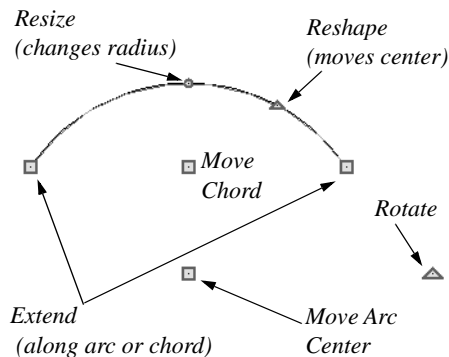 Resize
(changes radius)
Reshape
(moves center)
Move
Chord
Rotate
Extend
(along arc or chord)
Move Arc
Center